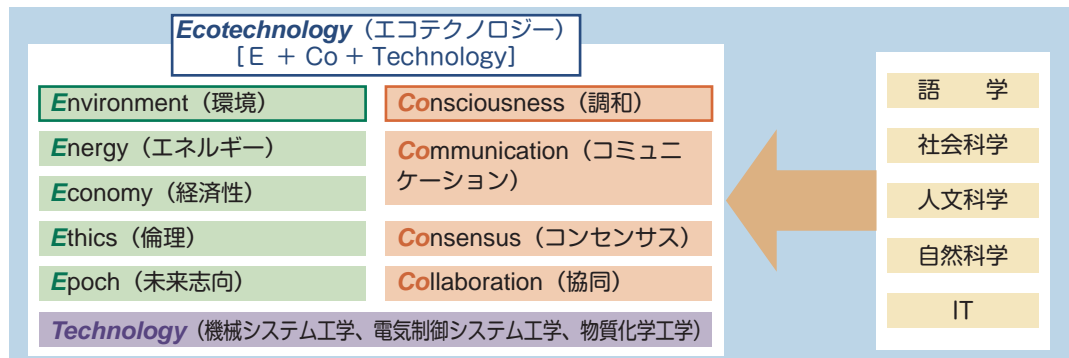 Ecotechnology（エコテクノロジー）
[E + Co + Technology]
Environment（環境）
Energy（エネルギー）
Economy（経済性）
Ethics（倫理）
Epoch（未来志向）
Consciousness（調和）
Communication（コミュニ
ケーション）
Consensus（コンセンサス）
Collaboration（協同）
Technology（機械システム工学、電気制御システム工学、物質化学工学）
語　学
社会科学
人文科学
自然科学
IT